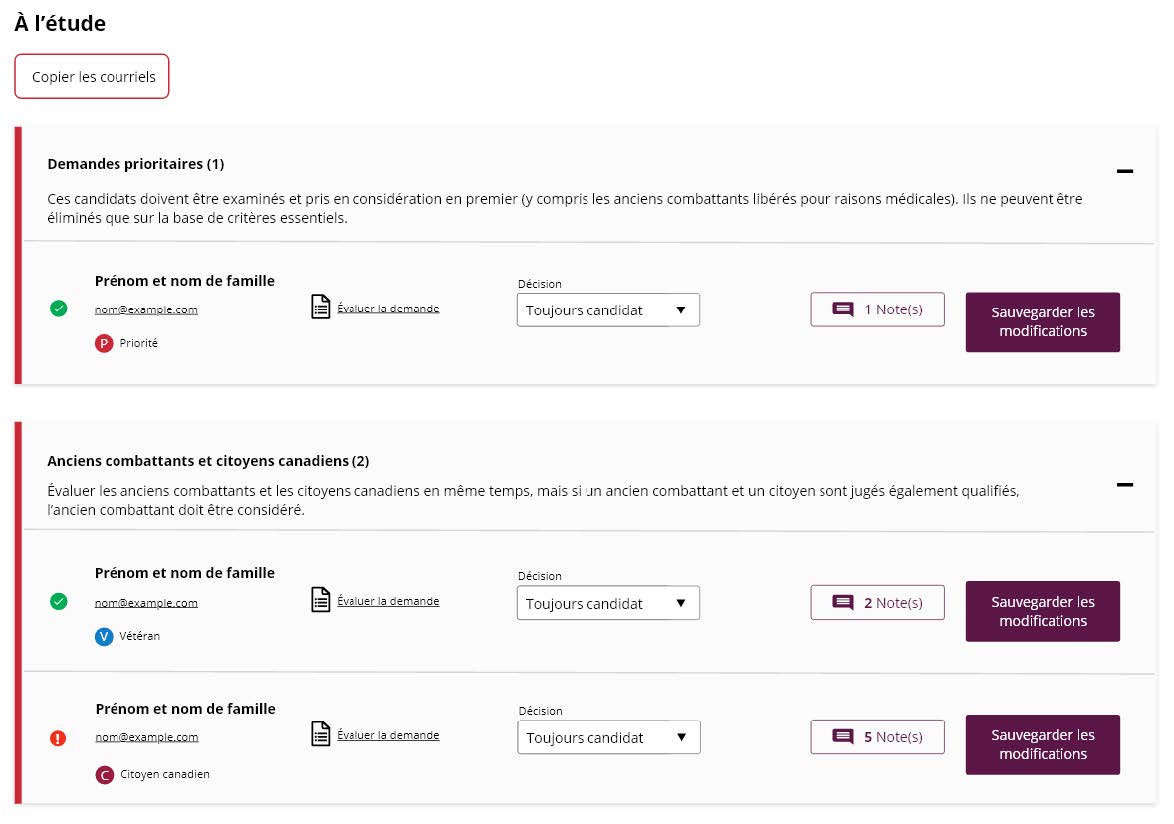 À l’étude
Copier les courriels
Demandes prioritaires (1)
Ces candidats doivent être examinés et pris en considération en premier (y compris les anciens combattants libérés pour raisons médicales). Ils ne peuvent être
éliminés que sur la base de critères essentiels.
Prénom et nom de famille
nom@example.com
P Priorité
Évaluer la demande
Décision
Toujours candidat
1 Note(s)
Sauvegarder les
modifications
Anciens combattants et citoyens canadiens (2)
Évaluer les anciens combattants et les citoyens canadiens en même temps, mais si un ancien combattant et un citoyen sont jugés également qualifiés,
l’ancien combattant doit être considéré.
Prénom et nom de famille
nom@example.com
V Vétéran
Évaluer la demande
Décision
Toujours candidat
2 Note(s)
Sauvegarder les
modifications
Prénom et nom de famille
nom@example.com
C Citoyen canadien
Évaluer la demande
Décision
Toujours candidat
5 Note(s)
Sauvegarder les
modifications